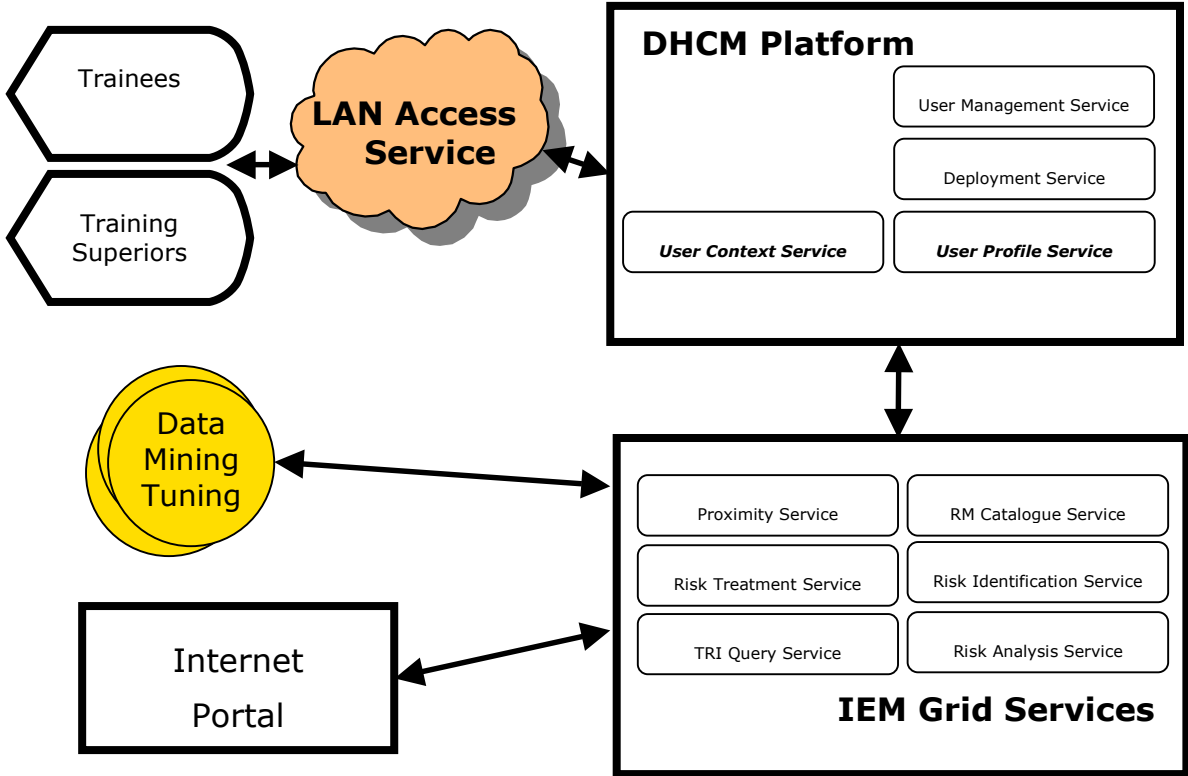 Trainees
Training
Superiors
LAN Access
Service
DHCM Platform
User Management Service
Deployment Service
User Context Service
User Profile Service
Data
Mining
Tuning
Internet
Portal
Proximity Service
RM Catalogue Service
Risk Treatment Service
Risk Identification Service
TRI Query Service
Risk Analysis Service
IEM Grid Services